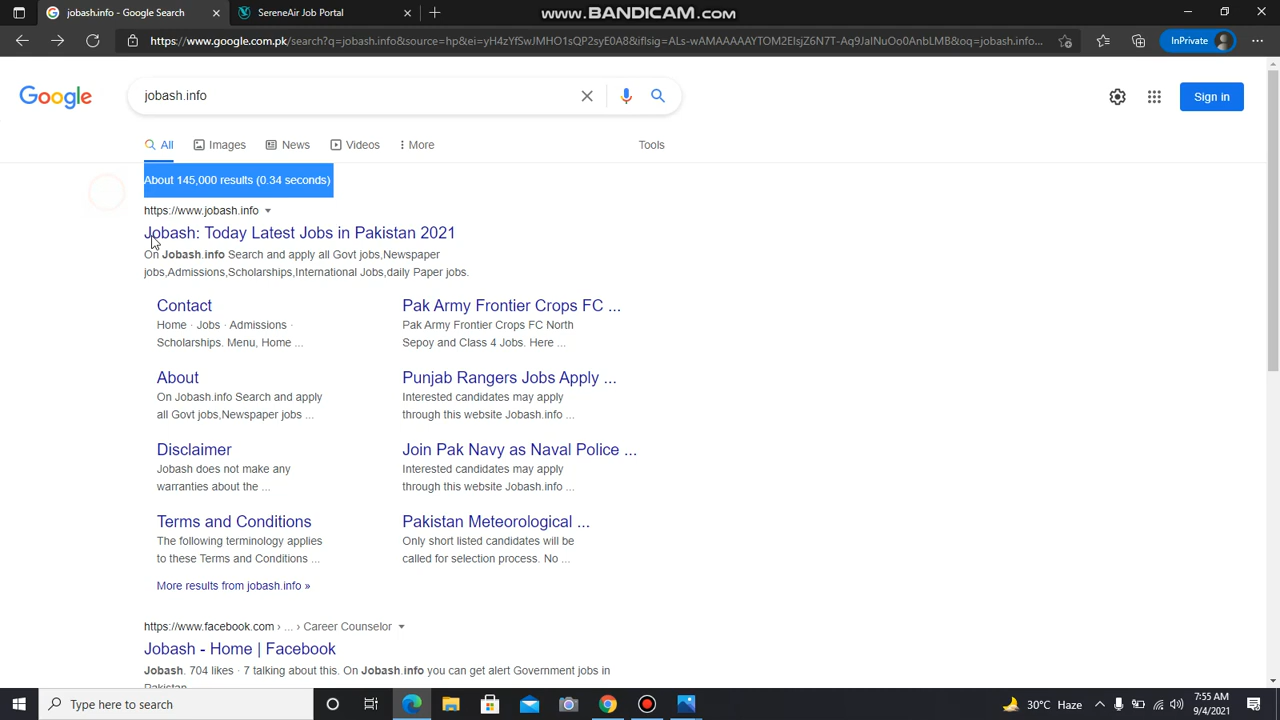 jobash.info - Google Search
SereneAir Job Portal
www.BANDICAM.com
https://www.google.com.pk/search?q=jobash.info&source=hp&ei=yH4zYfSwJMHO1sQP2syE0A8&iflsig=ALs-wAMAAAAAYTOM2ElsjZ6N7T-Aq9JalNuOo0AnbLMB&oq=jobash.info...
InPrivate
Google
jobash.info
Sign in
All
Images
News
Videos
More
Tools
About 145,000 results (0.34 seconds)
https://www.jobash.info
Jobash: Today Latest Jobs in Pakistan 2021
On Jobash.info Search and apply all Govt jobs,Newspaper
jobs,Admissions,Scholarships,International Jobs,daily Paper jobs.
Contact
Home · Jobs · Admissions ·
Scholarships. Menu, Home ...
Pak Army Frontier Crops FC ...
Pak Army Frontier Crops FC North
Sepoy and Class 4 Jobs. Here ...
About
On Jobash.info Search and apply
all Govt jobs,Newspaper jobs ...
Punjab Rangers Jobs Apply ...
Interested candidates may apply
through this website Jobash.info ...
Disclaimer
Jobash does not make any
warranties about the ...
Join Pak Navy as Naval Police ...
Interested candidates may apply
through this website Jobash.info ...
Terms and Conditions
The following terminology applies
to these Terms and Conditions ...
Pakistan Meteorological ...
Only short listed candidates will be
called for selection process. No ...
More results from jobash.info »
https://www.facebook.com › ... › Career Counselor
Jobash - Home | Facebook
Jobash. 704 likes · 7 talking about this. On Jobash.info you can get alert Government jobs in
Pakistan
Type here to search
30°C Haze
7:55 AM
9/4/2021